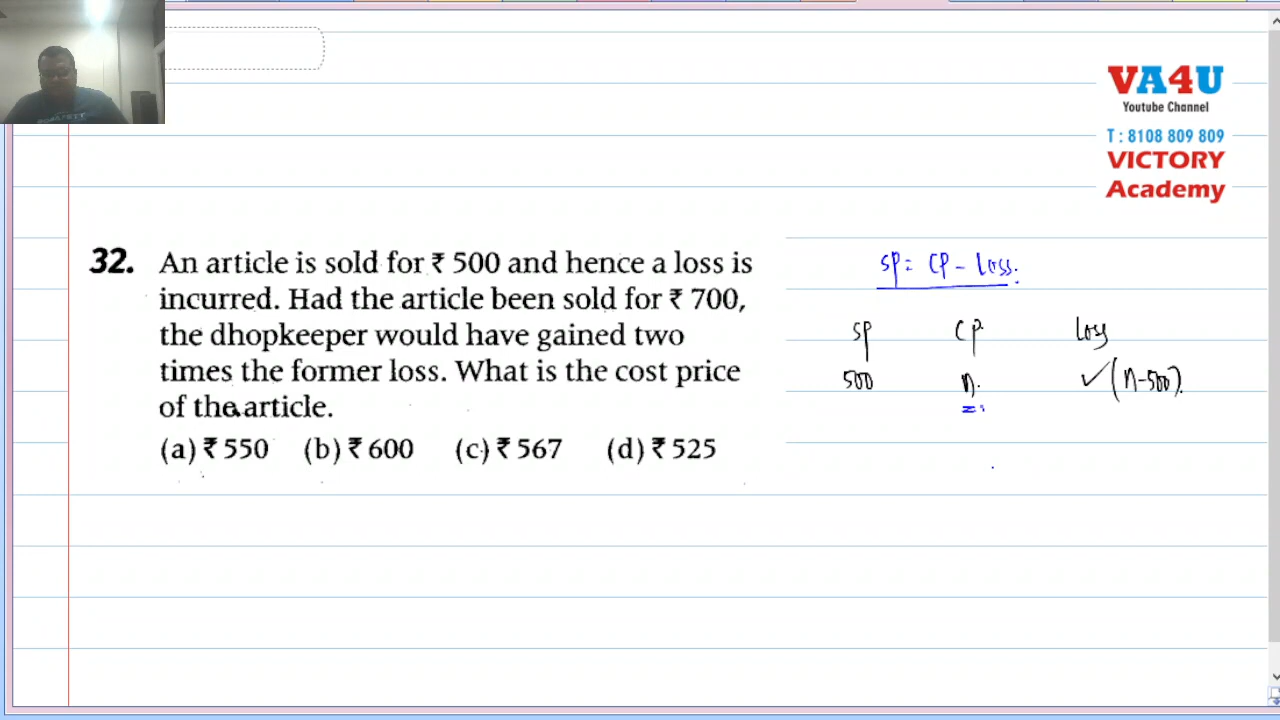 VA4U
Youtube Channel
T : 8108 809 809
VICTORY
Academy
32. An article is sold for ₹ 500 and hence a loss is
incurred. Had the article been sold for ₹ 700,
the dhopkeeper would have gained two
times the former loss. What is the cost price
of the article.
(a) ₹ 550 (b) ₹ 600 (c) ₹ 567 (d) ₹ 525
SP = CP - Loss.
SP CP Loss
500 n. ✓(n-500).